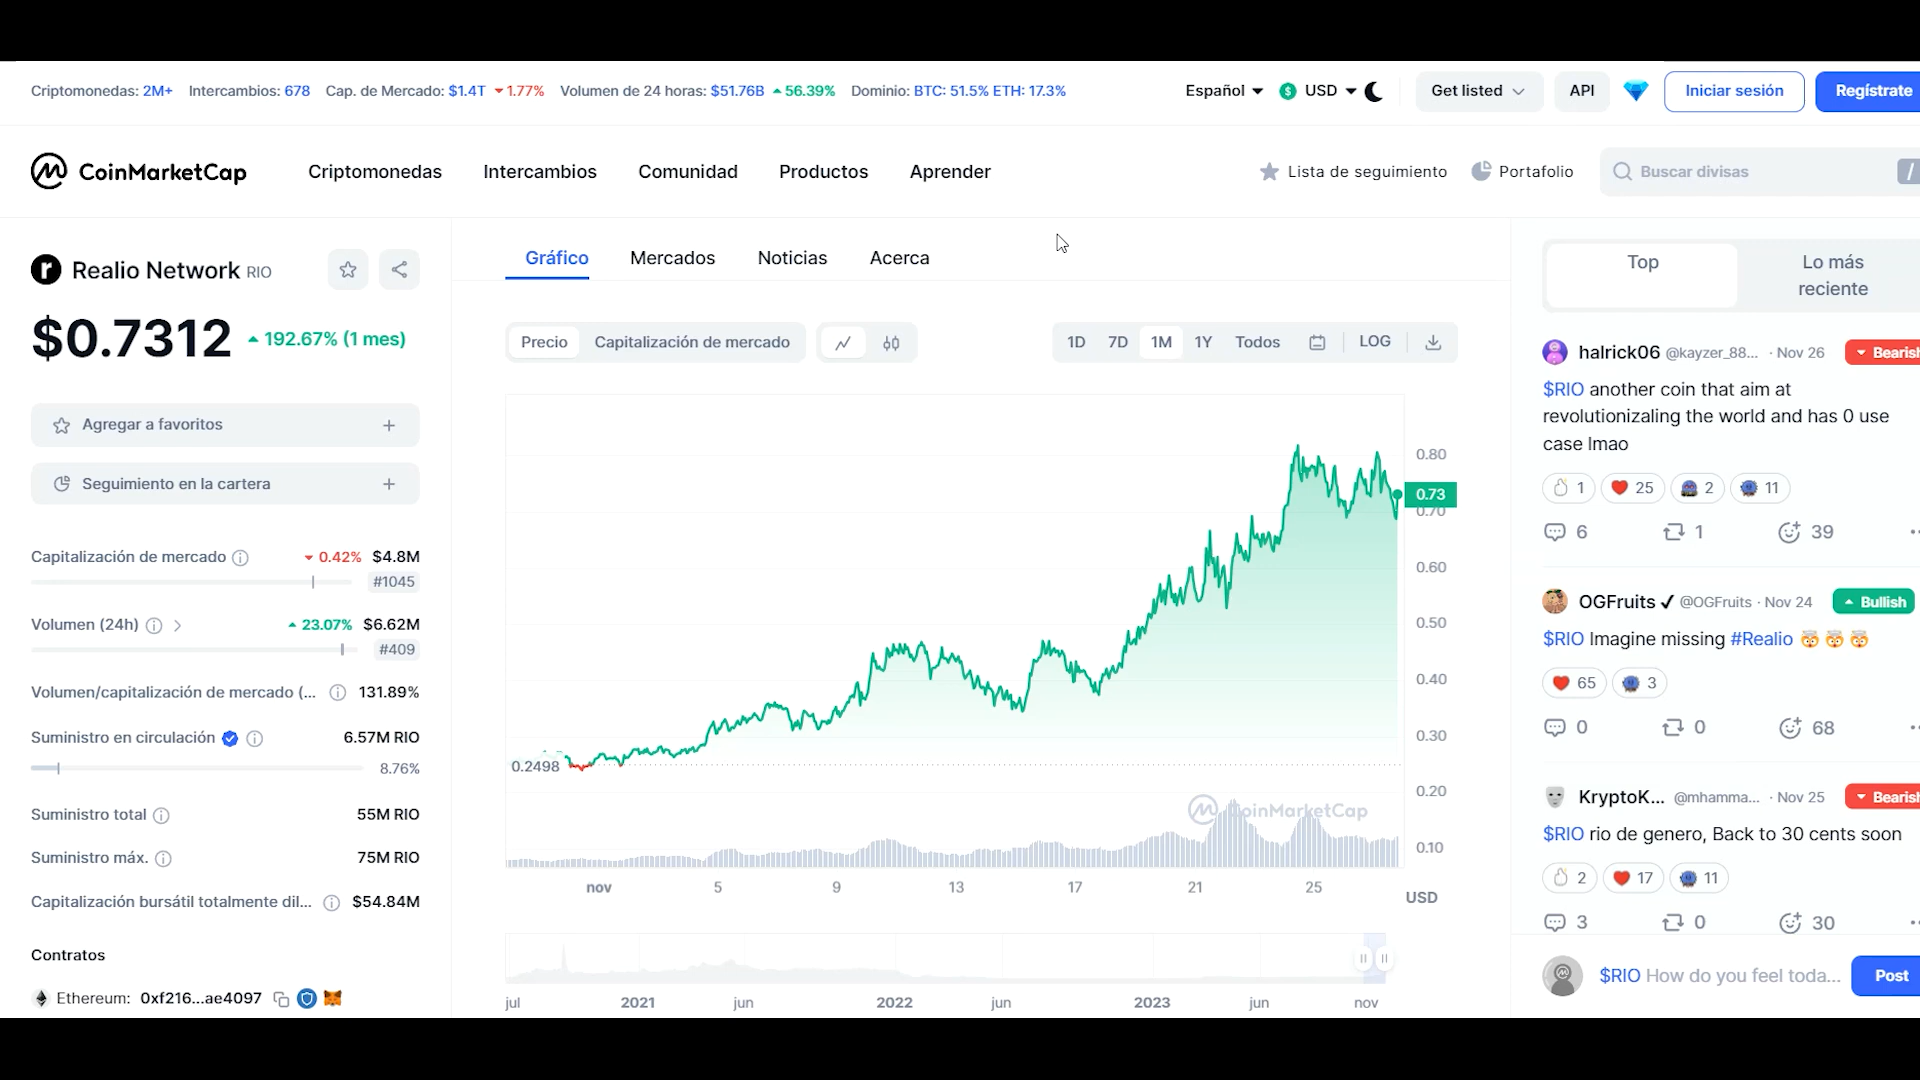 Criptomonedas: 2M+ Intercambios: 678 Cap. de Mercado: $1.4T 1.77% Volumen de 24 horas: $51.76B 56.39% Dominio: BTC: 51.5% ETH: 17.3%
Español USD Get listed API Iniciar sesión Regístrate
CoinMarketCap Criptomonedas Intercambios Comunidad Productos Aprender
Lista de seguimiento Portafolio Buscar divisas /
Realio Network RIO
$0.7312 192.67% (1 mes)
Agregar a favoritos +
Seguimiento en la cartera +
Capitalización de mercado 0.42% $4.8M
#1045
Volumen (24h) 23.07% $6.62M
#409
Volumen/capitalización de mercado (... 131.89%
Suministro en circulación 6.57M RIO
8.76%
Suministro total 55M RIO
Suministro máx. 75M RIO
Capitalización bursátil totalmente dil... $54.84M
Contratos
Ethereum: 0xf216...ae4097
Gráfico Mercados Noticias Acerca
Precio Capitalización de mercado
1D 7D 1M 1Y Todos LOG
0.80
0.73
0.70
0.60
0.50
0.40
0.30
0.20
0.10
0.2498
CoinMarketCap
nov 5 9 13 17 21 25
USD
jul 2021 jun 2022 jun 2023 jun nov
Top
Lo más
reciente
halrick06 @kayzer_88... · Nov 26 Bearish
$RIO another coin that aim at
revolutionizaling the world and has 0 use
case lmao
1 25 2 11
6 1 39
OGFruits @OGFruits · Nov 24 Bullish
$RIO Imagine missing #Realio 🤯🤯🤯
65 3
0 0 68
KryptoK... @mhamma... · Nov 25 Bearish
$RIO rio de genero, Back to 30 cents soon
2 17 11
3 0 30
$RIO How do you feel toda... Post